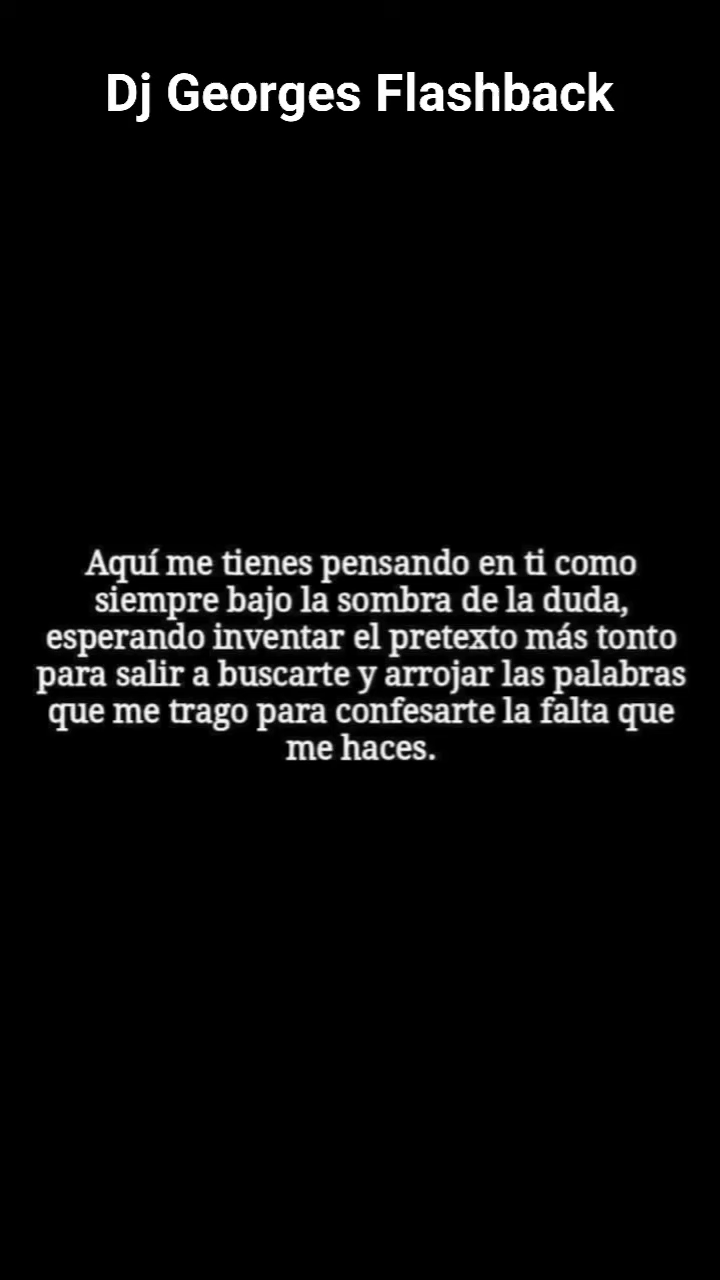 Dj Georges Flashback
Aquí me tienes pensando en ti como
siempre bajo la sombra de la duda,
esperando inventar el pretexto más tonto
para salir a buscarte y arrojar las palabras
que me trago para confesarte la falta que
me haces.